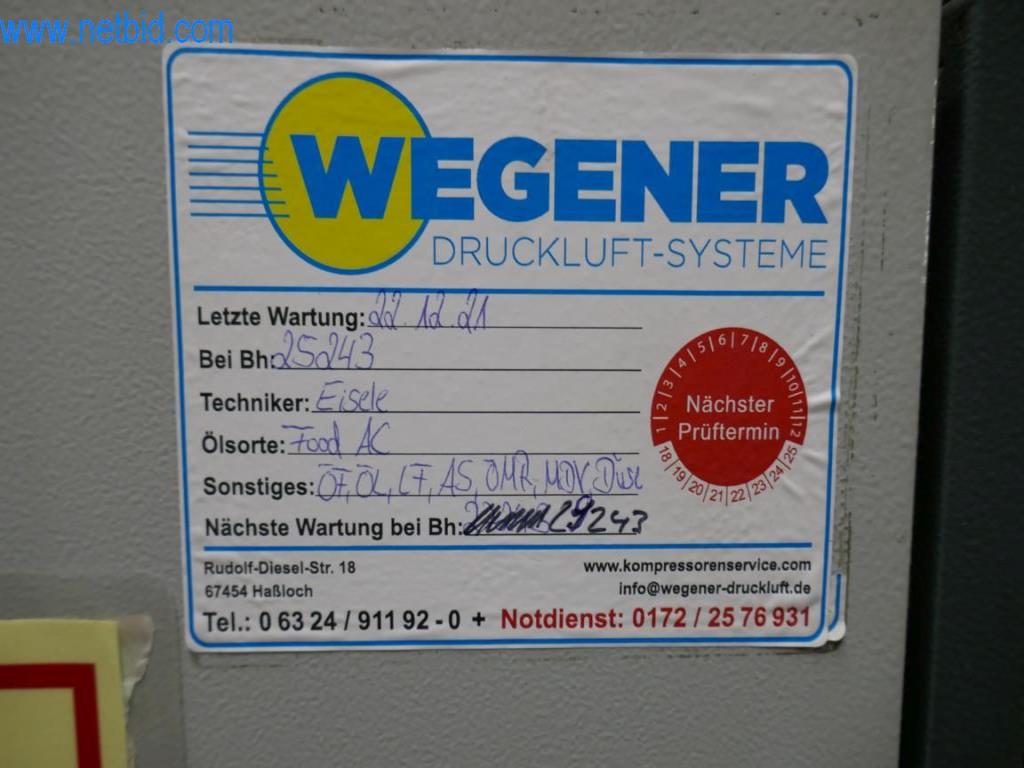 www.netbid.com
WEGENER
DRUCKLUFT-SYSTEME
Letzte Wartung: 22.12.21
Bei Bh: 25243
Techniker: Eisele
Ölsorte: Food AC
Sonstiges: ÖF, ÖL, LF, AS, ÖMR, MDV, Düse
Nächste Wartung bei Bh: 29243
1 2 3 4 5 6 7 8 9 10 11 12
Nächster
Prüftermin
18 19 20 21 22 23 24 25
Rudolf-Diesel-Str. 18
67454 Haßloch
www.kompressorenservice.com
info@wegener-druckluft.de
Tel.: 0 63 24 / 911 92 - 0 + Notdienst: 0172 / 25 76 931